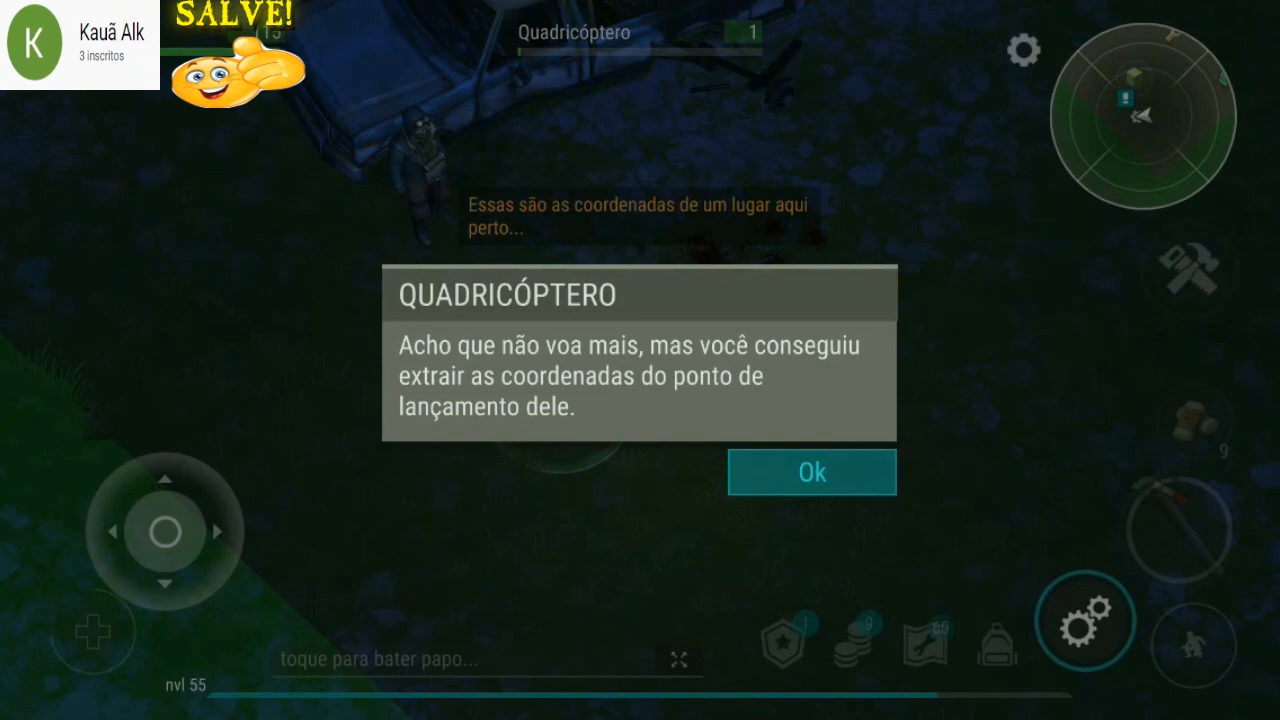 SALVE!
K
Kauã Alk
3 inscritos
Quadricóptero
1
Essas são as coordenadas de um lugar aqui
perto...
QUADRICÓPTERO
Acho que não voa mais, mas você conseguiu
extrair as coordenadas do ponto de
lançamento dele.
Ok
9
! 9 60
toque para bater papo...
nvl 55